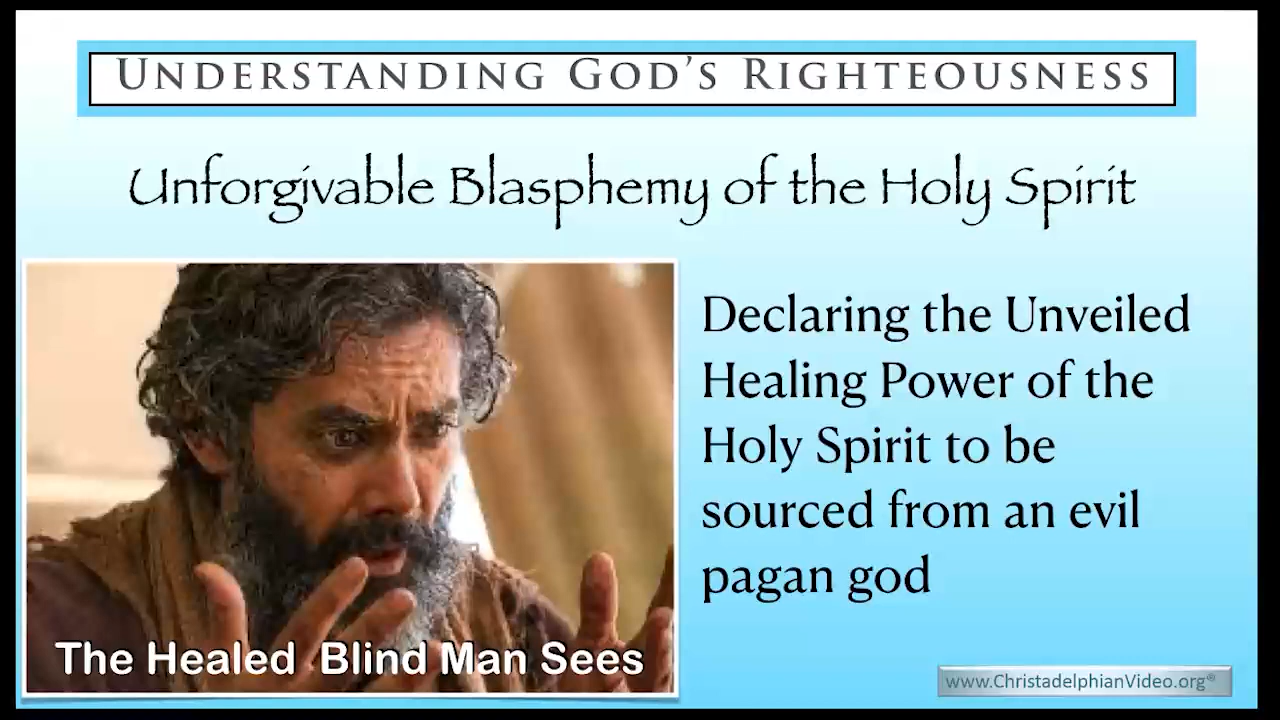 Understanding God's Righteousness
Unforgivable Blasphemy of the Holy Spirit
Declaring the Unveiled
Healing Power of the
Holy Spirit to be
sourced from an evil
pagan god
The Healed Blind Man Sees
www.ChristadelphianVideo.org®